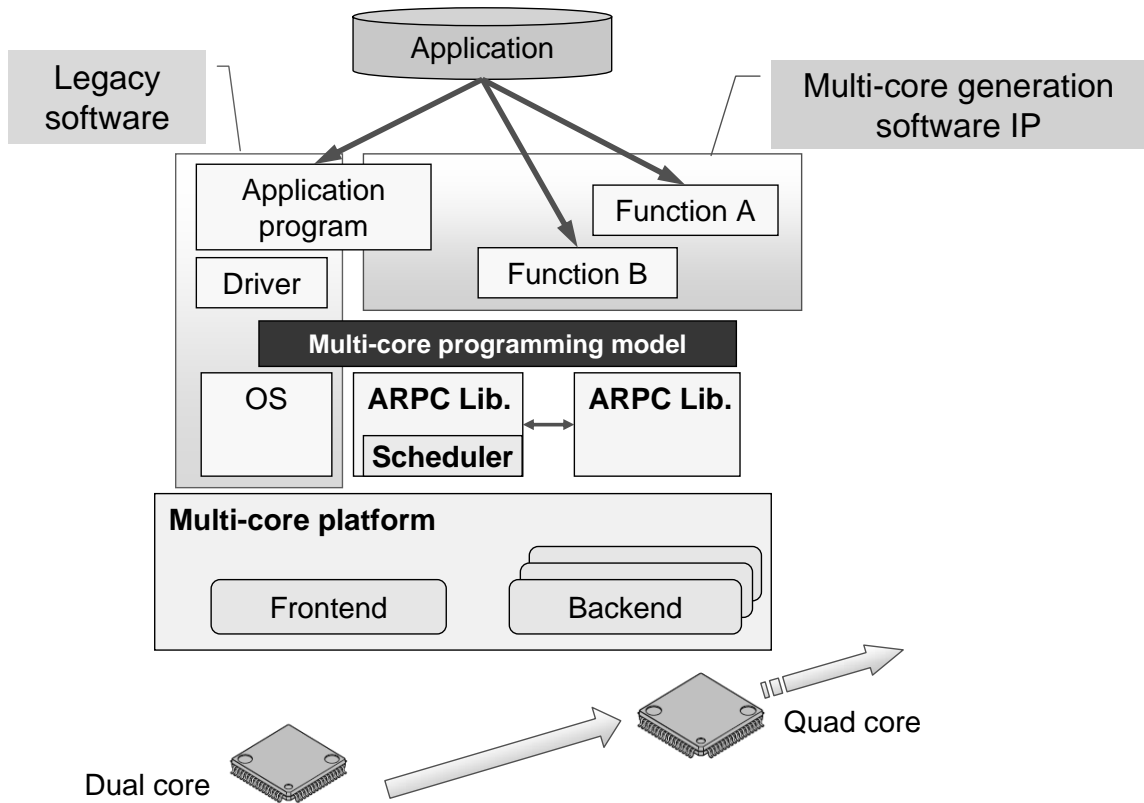 Application
Legacy
software
Multi-core generation
software IP
Application
program
Function A
Function B
Driver
Multi-core programming model
OS
ARPC Lib.
ARPC Lib.
Scheduler
Multi-core platform
Frontend
Backend
Quad core
Dual core